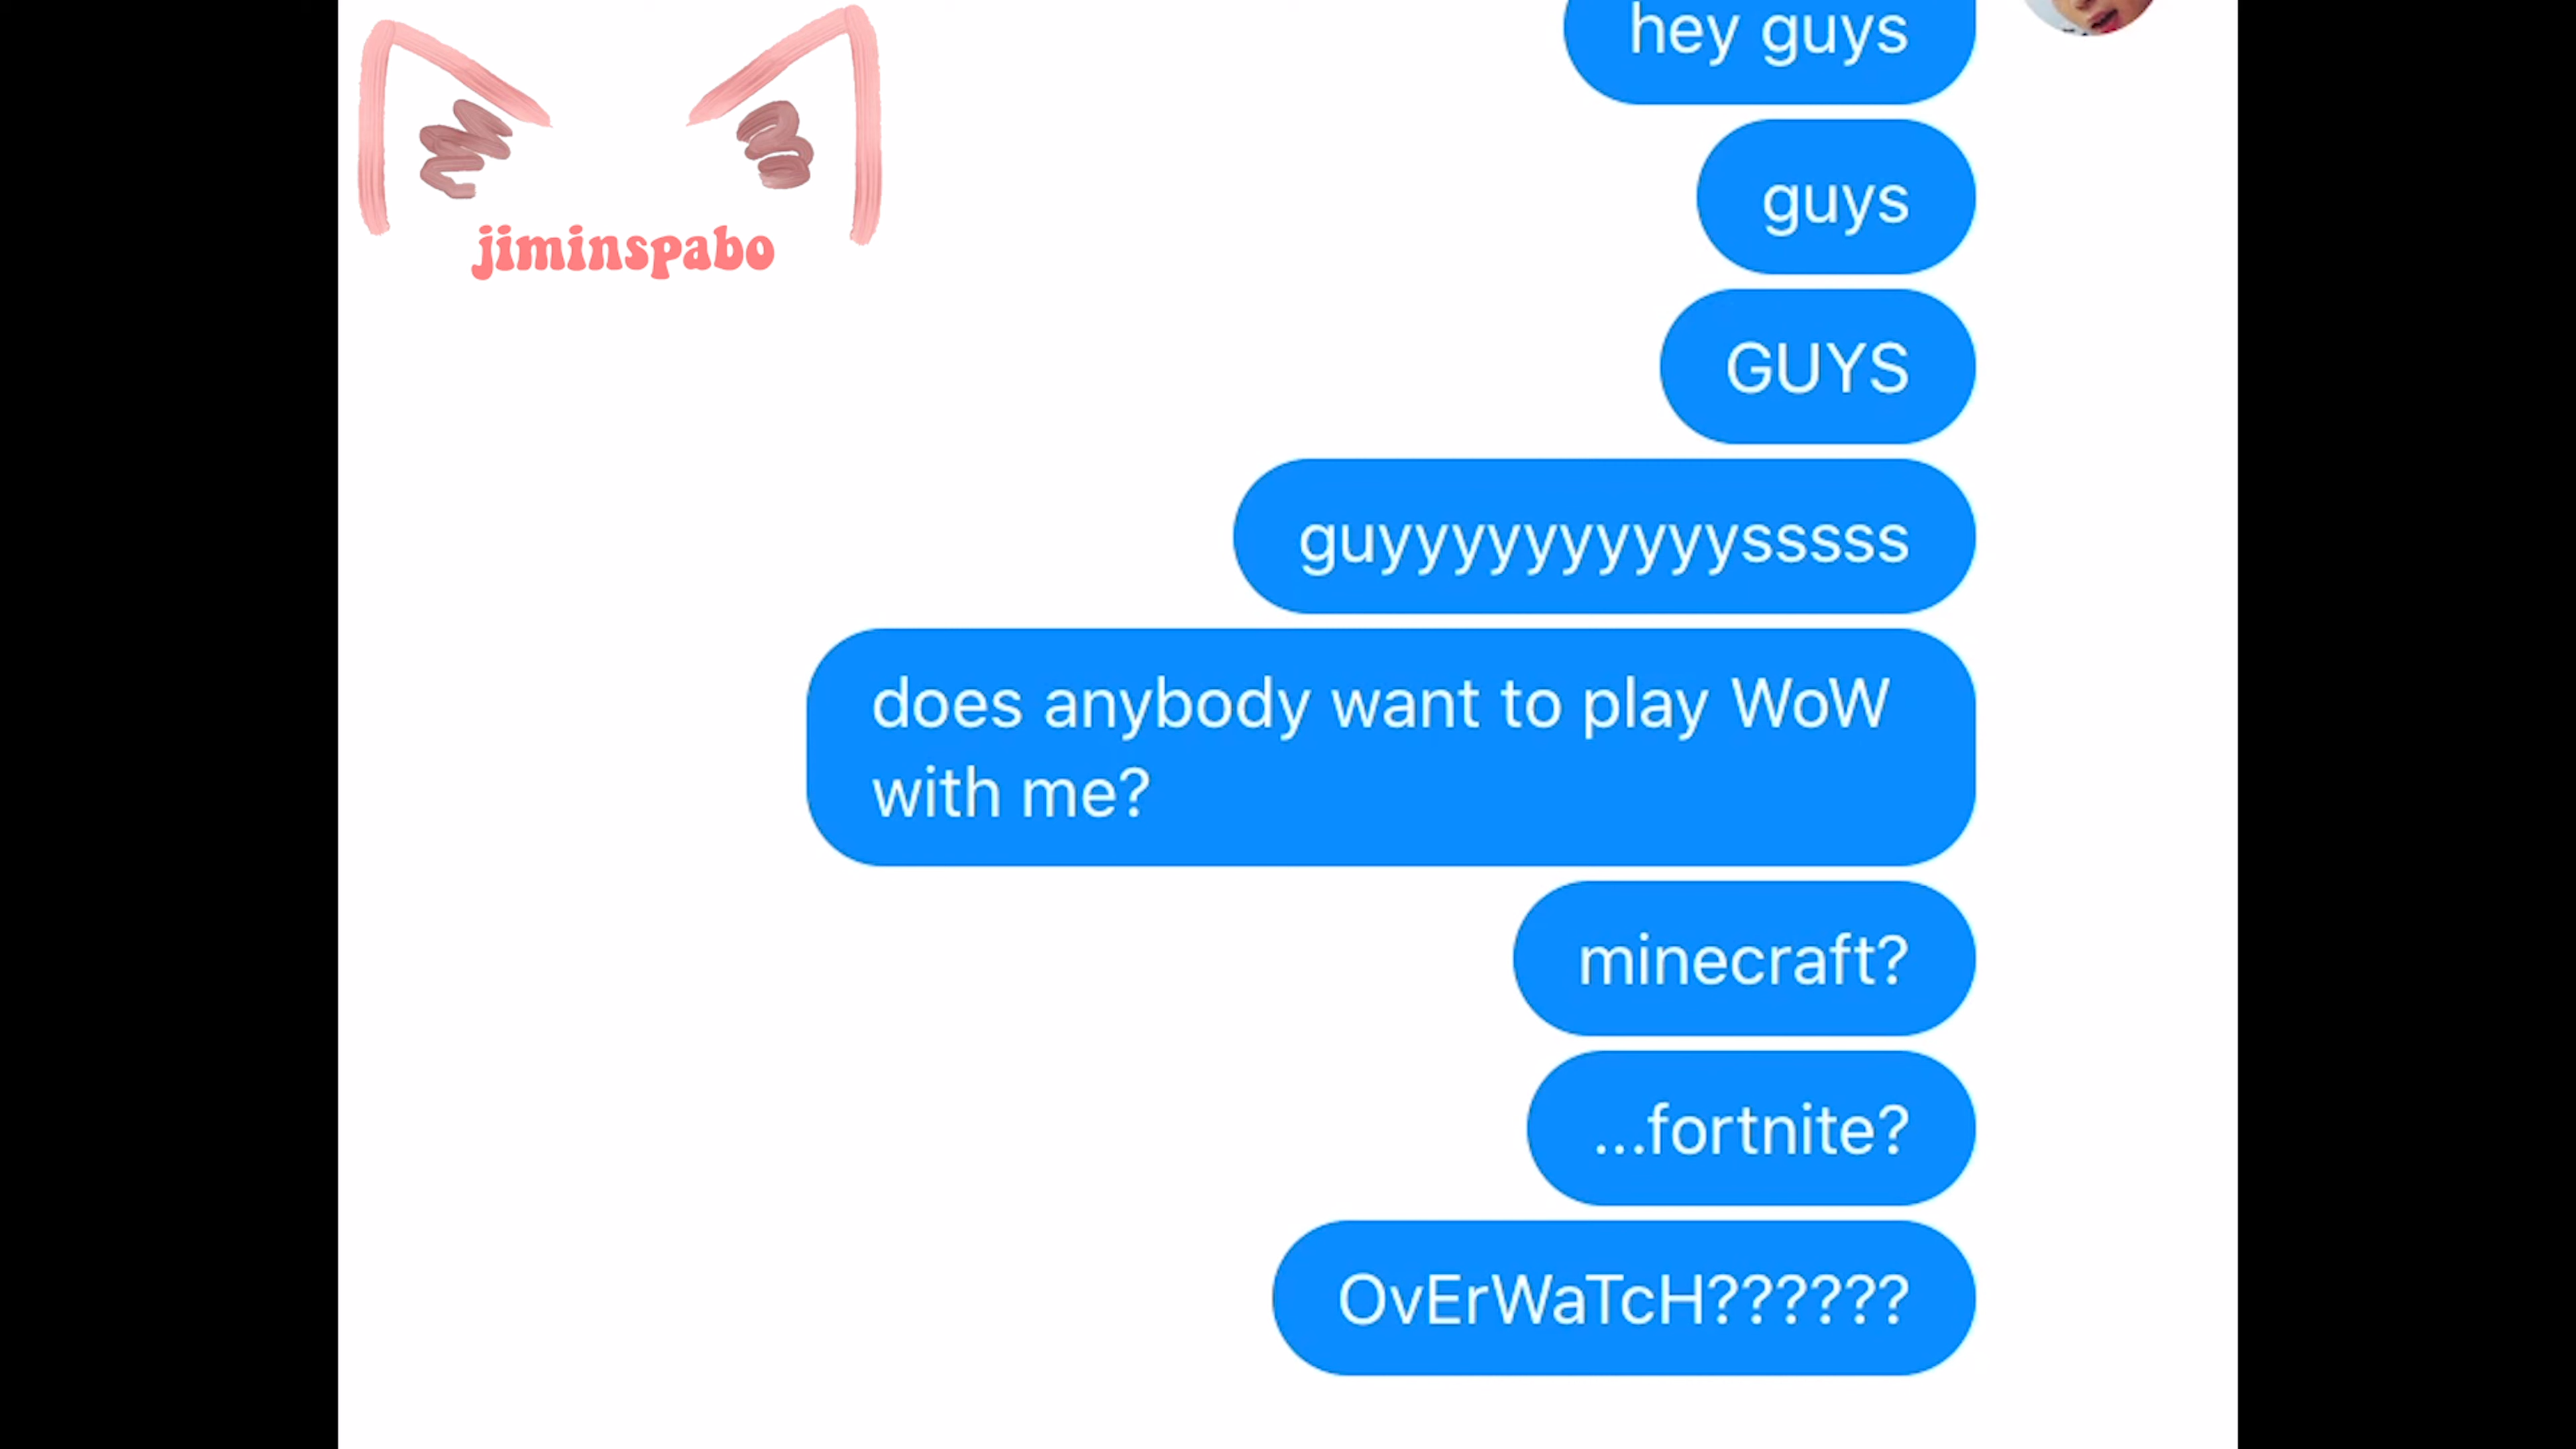 hey guys
jiminspabo
guys
GUYS
guyyyyyyyyyysssss
does anybody want to play WoW
with me?
minecraft?
...fortnite?
OvErWaTcH??????